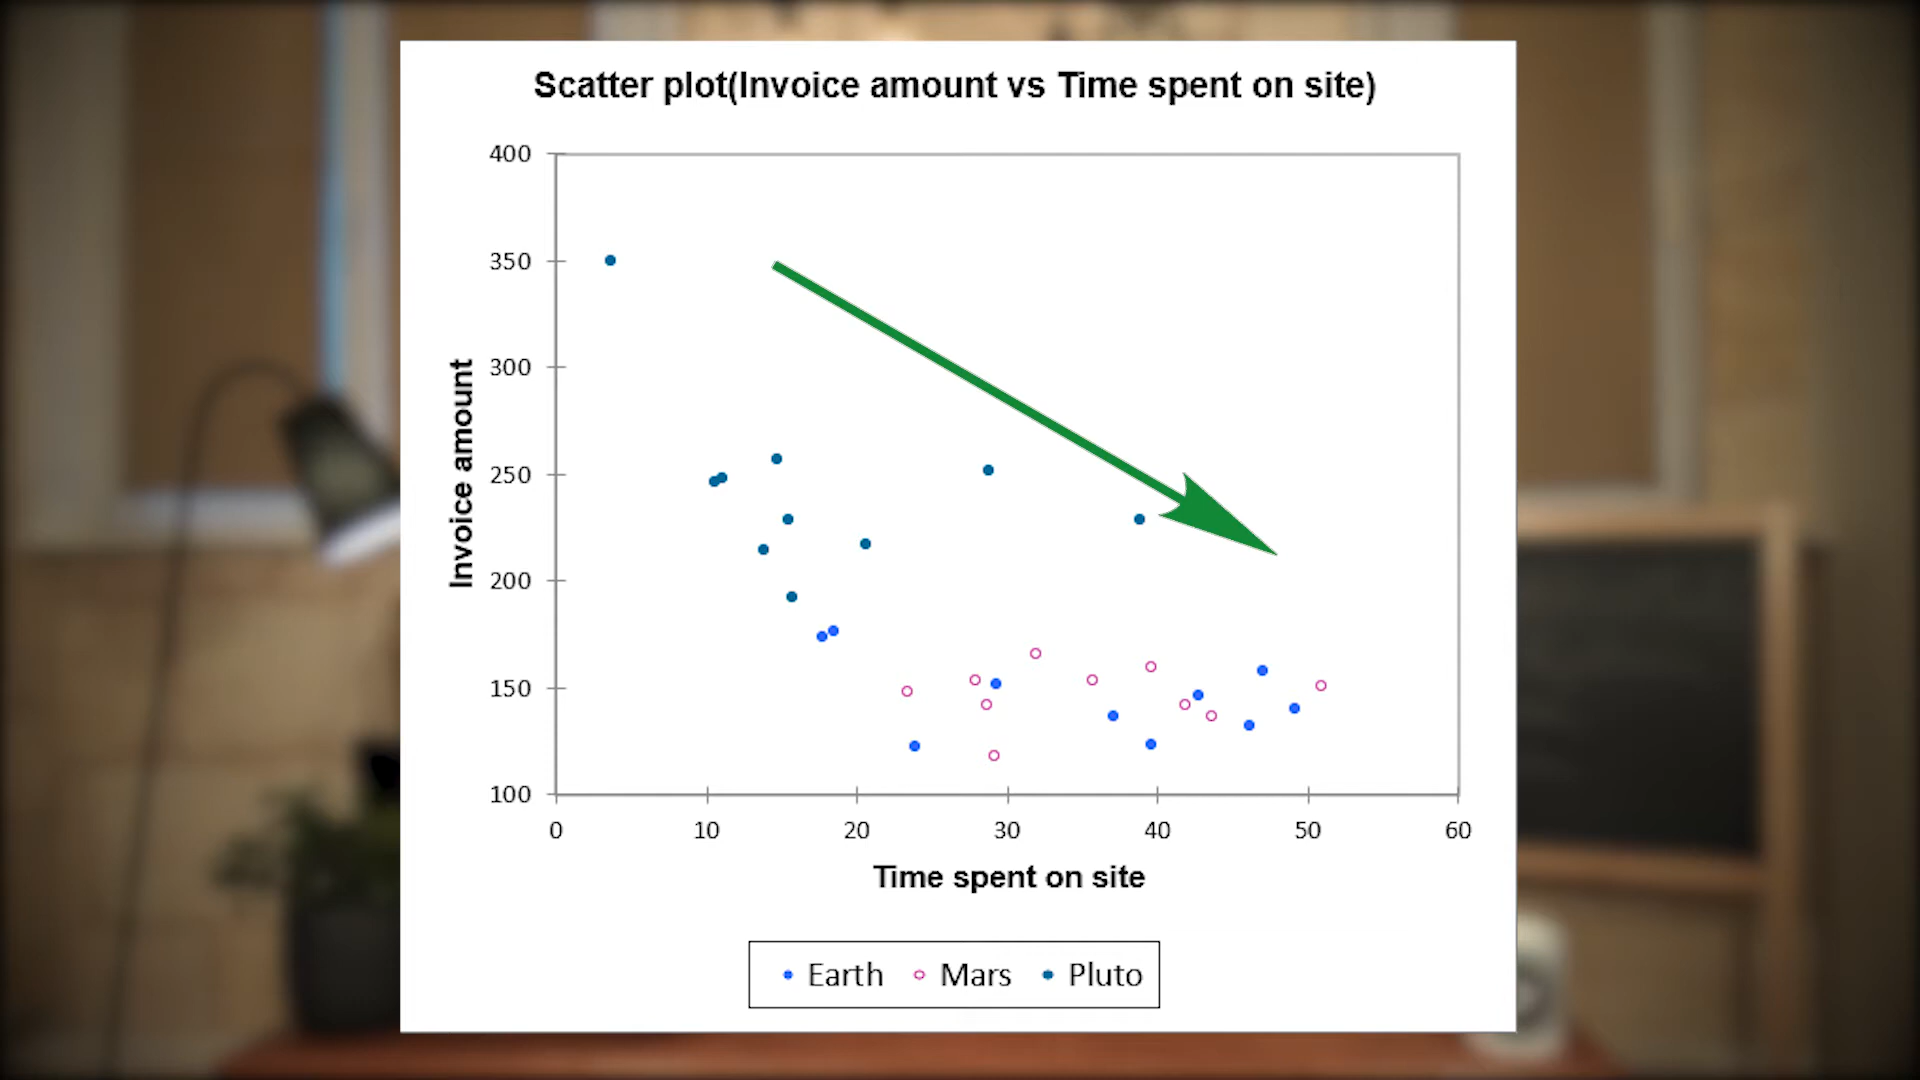 Scatter plot(Invoice amount vs Time spent on site)
400
350
300
250
200
150
100
Invoice amount
0 10 20 30 40 50 60
Time spent on site
Earth Mars Pluto